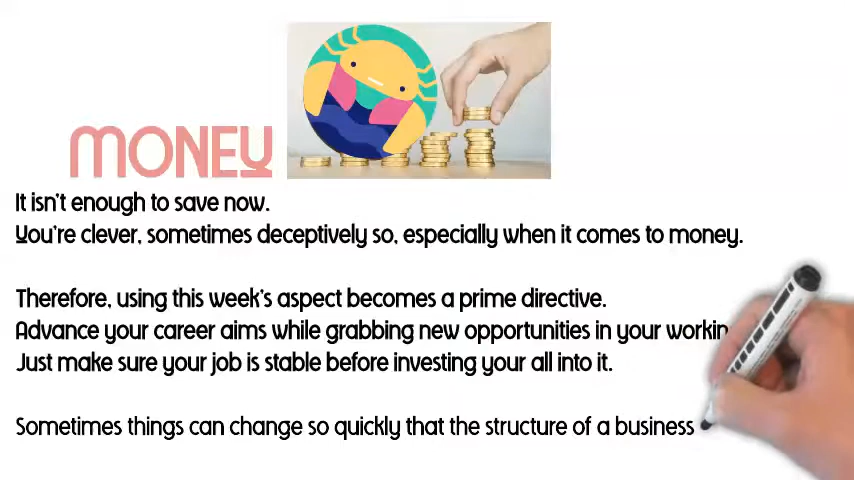 MONEY
It isn't enough to save now.
You're clever, sometimes deceptively so, especially when it comes to money.
Therefore, using this week's aspect becomes a prime directive.
Advance your career aims while grabbing new opportunities in your workin
Just make sure your job is stable before investing your all into it.
Sometimes things can change so quickly that the structure of a business